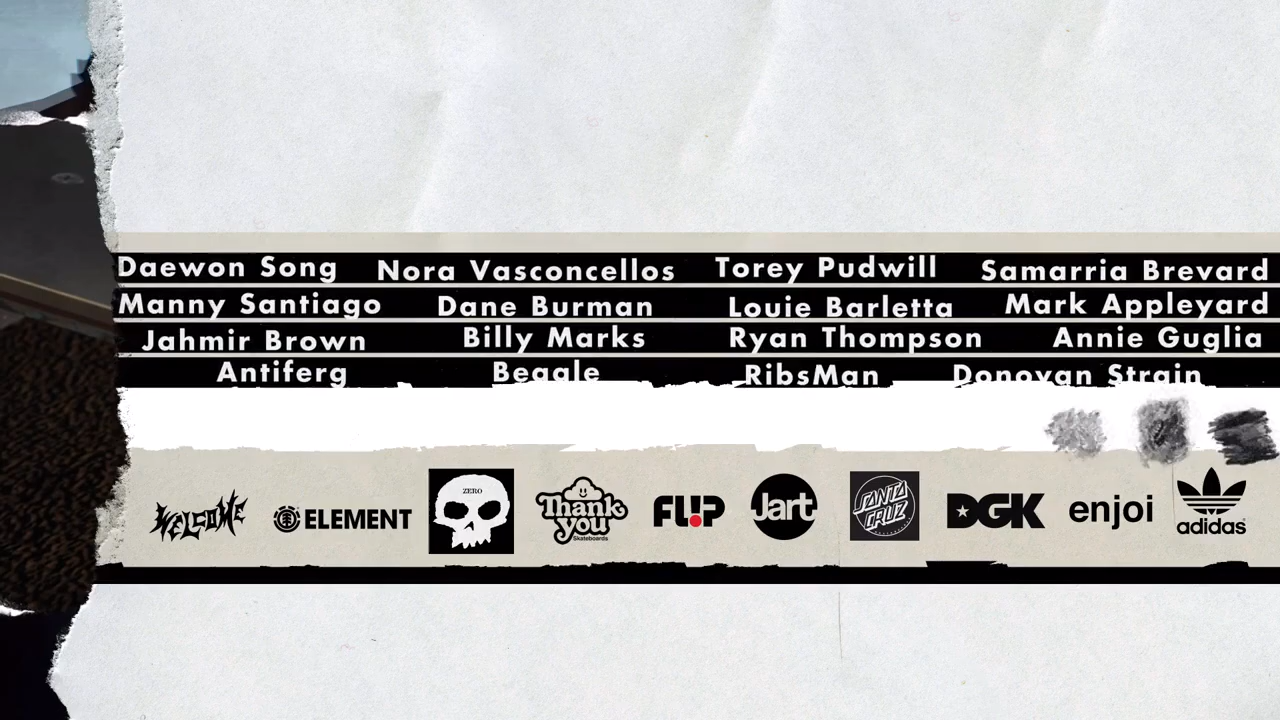 Daewon Song Nora Vasconcellos Torey Pudwill Samarria Brevard
Manny Santiago Dane Burman Louie Barletta Mark Appleyard
Jahmir Brown Billy Marks Ryan Thompson Annie Guglia
Antiferg Beagle RibsMan Donovan Strain
WELCOME ELEMENT ZERO Thank you Skateboards FL!P Jart SANTA CRUZ DGK enjoi adidas